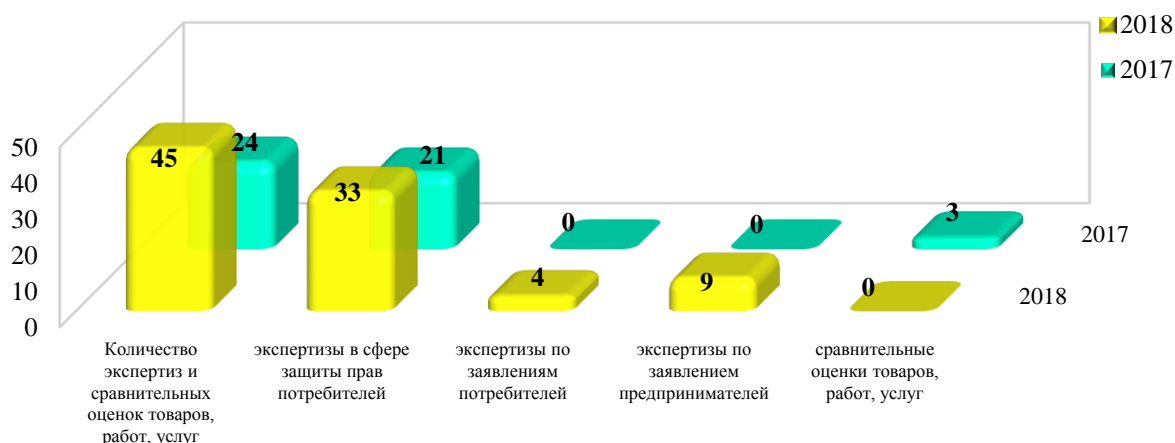 2018
2017
50
40
30
20
10
0
45
24
33
21
4
0
9
0
0
3
2017
2018
Количество
экспертиз и
сравнительных
оценок товаров,
работ, услуг
экспертизы в сфере
защиты прав
потребителей
экспертизы по
заявлениям
потребителей
экспертизы по
заявлением
предпринимателей
сравнительные
оценки товаров,
работ, услуг